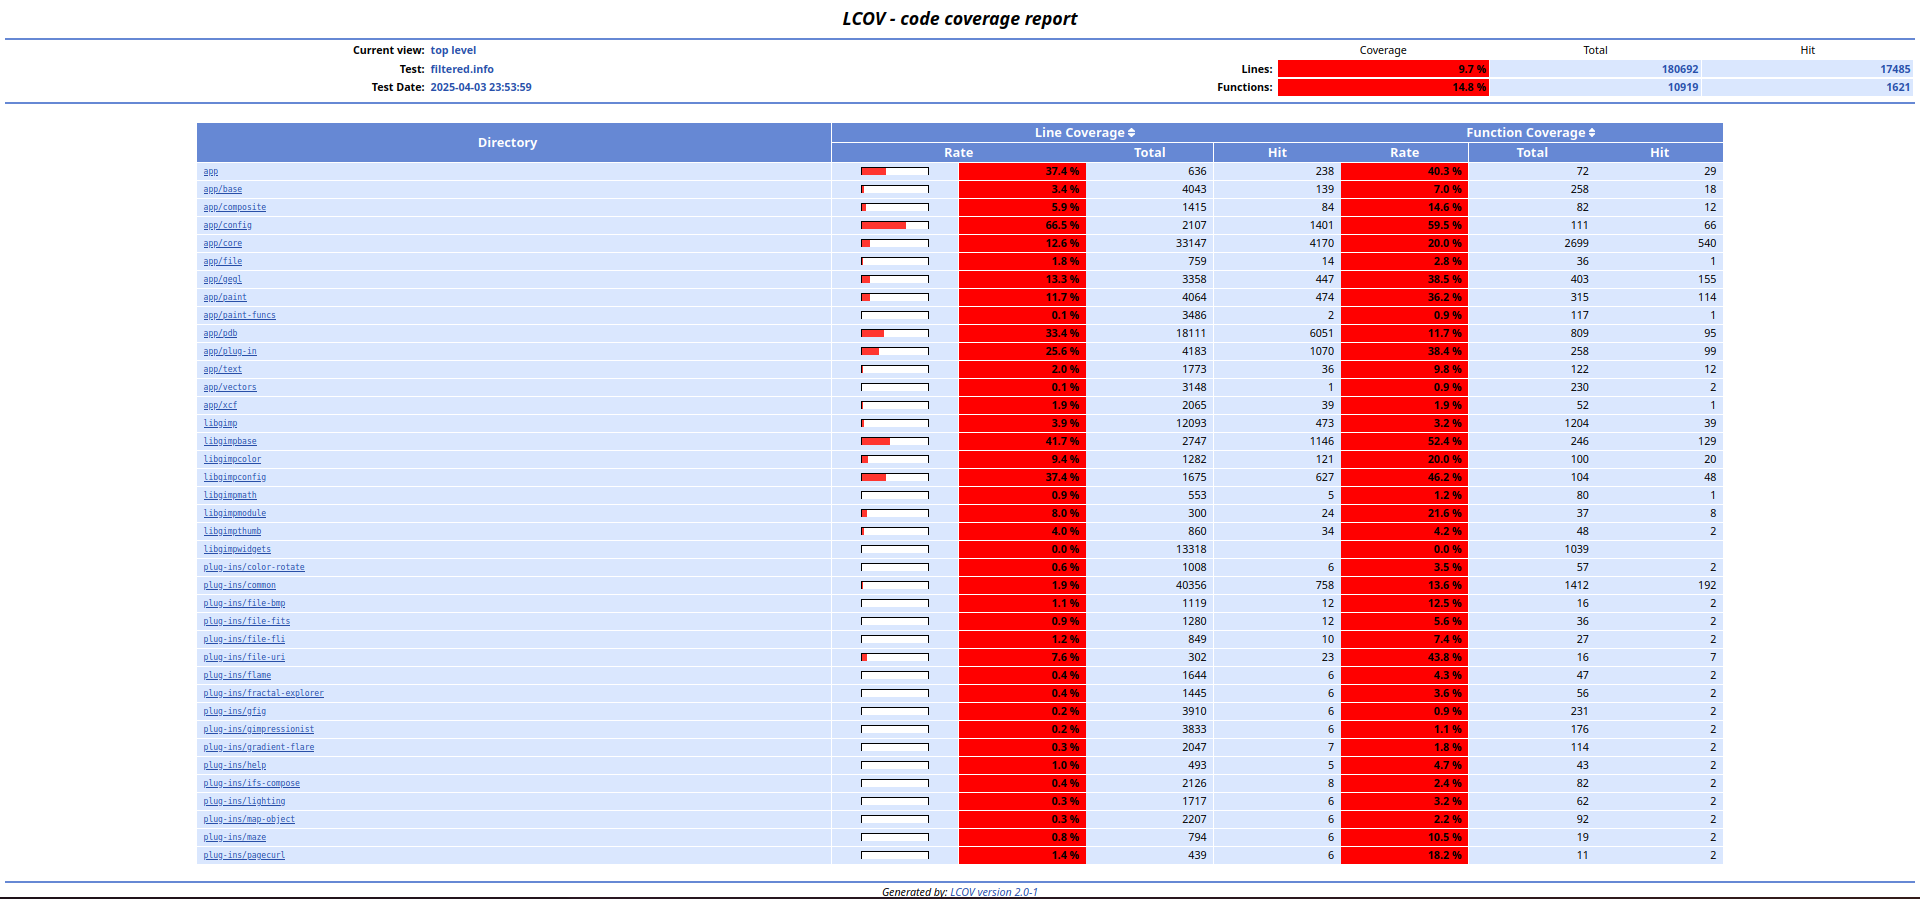 LCOV - code coverage report
Current view: top level Coverage Total Hit
Test: filtered.info Lines: 9.7 % 180692 17485
Test Date: 2025-04-03 23:53:59 Functions: 14.8 % 10919 1621
Directory Line Coverage Function Coverage
Rate Total Hit Rate Total Hit
app 37.4 % 636 238 40.3 % 72 29
app/base 3.4 % 4043 139 7.0 % 258 18
app/composite 5.9 % 1415 84 14.6 % 82 12
app/config 66.5 % 2107 1401 59.5 % 111 66
app/core 12.6 % 33147 4170 20.0 % 2699 540
app/file 1.8 % 759 14 2.8 % 36 1
app/gegl 13.3 % 3358 447 38.5 % 403 155
app/paint 11.7 % 4064 474 36.2 % 315 114
app/paint-funcs 0.1 % 3486 2 0.9 % 117 1
app/pdb 33.4 % 18111 6051 11.7 % 809 95
app/plug-in 25.6 % 4183 1070 38.4 % 258 99
app/text 2.0 % 1773 36 9.8 % 122 12
app/vectors 0.1 % 3148 1 0.9 % 230 2
app/xcf 1.9 % 2065 39 1.9 % 52 1
libgimp 3.9 % 12093 473 3.2 % 1204 39
libgimpbase 41.7 % 2747 1146 52.4 % 246 129
libgimpcolor 9.4 % 1282 121 20.0 % 100 20
libgimpconfig 37.4 % 1675 627 46.2 % 104 48
libgimpmath 0.9 % 553 5 1.2 % 80 1
libgimpmodule 8.0 % 300 24 21.6 % 37 8
libgimpthumb 4.0 % 860 34 4.2 % 48 2
libgimpwidgets 0.0 % 13318 0.0 % 1039
plug-ins/color-rotate 0.6 % 1008 6 3.5 % 57 2
plug-ins/common 1.9 % 40356 758 13.6 % 1412 192
plug-ins/file-bmp 1.1 % 1119 12 12.5 % 16 2
plug-ins/file-fits 0.9 % 1280 12 5.6 % 36 2
plug-ins/file-fli 1.2 % 849 10 7.4 % 27 2
plug-ins/file-uri 7.6 % 302 23 43.8 % 16 7
plug-ins/flame 0.4 % 1644 6 4.3 % 47 2
plug-ins/fractal-explorer 0.4 % 1445 6 3.6 % 56 2
plug-ins/gfig 0.2 % 3910 6 0.9 % 231 2
plug-ins/gimpressionist 0.2 % 3833 6 1.1 % 176 2
plug-ins/gradient-flare 0.3 % 2047 7 1.8 % 114 2
plug-ins/help 1.0 % 493 5 4.7 % 43 2
plug-ins/ifs-compose 0.4 % 2126 8 2.4 % 82 2
plug-ins/lighting 0.3 % 1717 6 3.2 % 62 2
plug-ins/map-object 0.3 % 2207 6 2.2 % 92 2
plug-ins/maze 0.8 % 794 6 10.5 % 19 2
plug-ins/pagecurl 1.4 % 439 6 18.2 % 11 2
Generated by: LCOV version 2.0-1